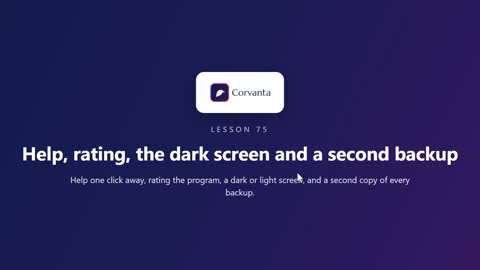 Corvanta
LESSON 75
Help, rating, the dark screen and a second backup
Help one click away, rating the program, a dark or light screen, and a second copy of every
backup.